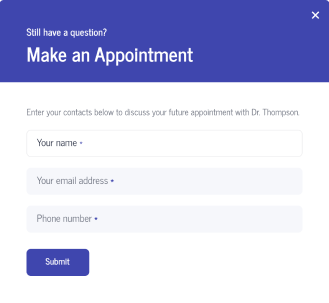 Still have a question?
Make an Appointment
Enter your contacts below to discuss your future appointment with Dr. Thompson.
Your name *
Your email address *
Phone number *
Submit